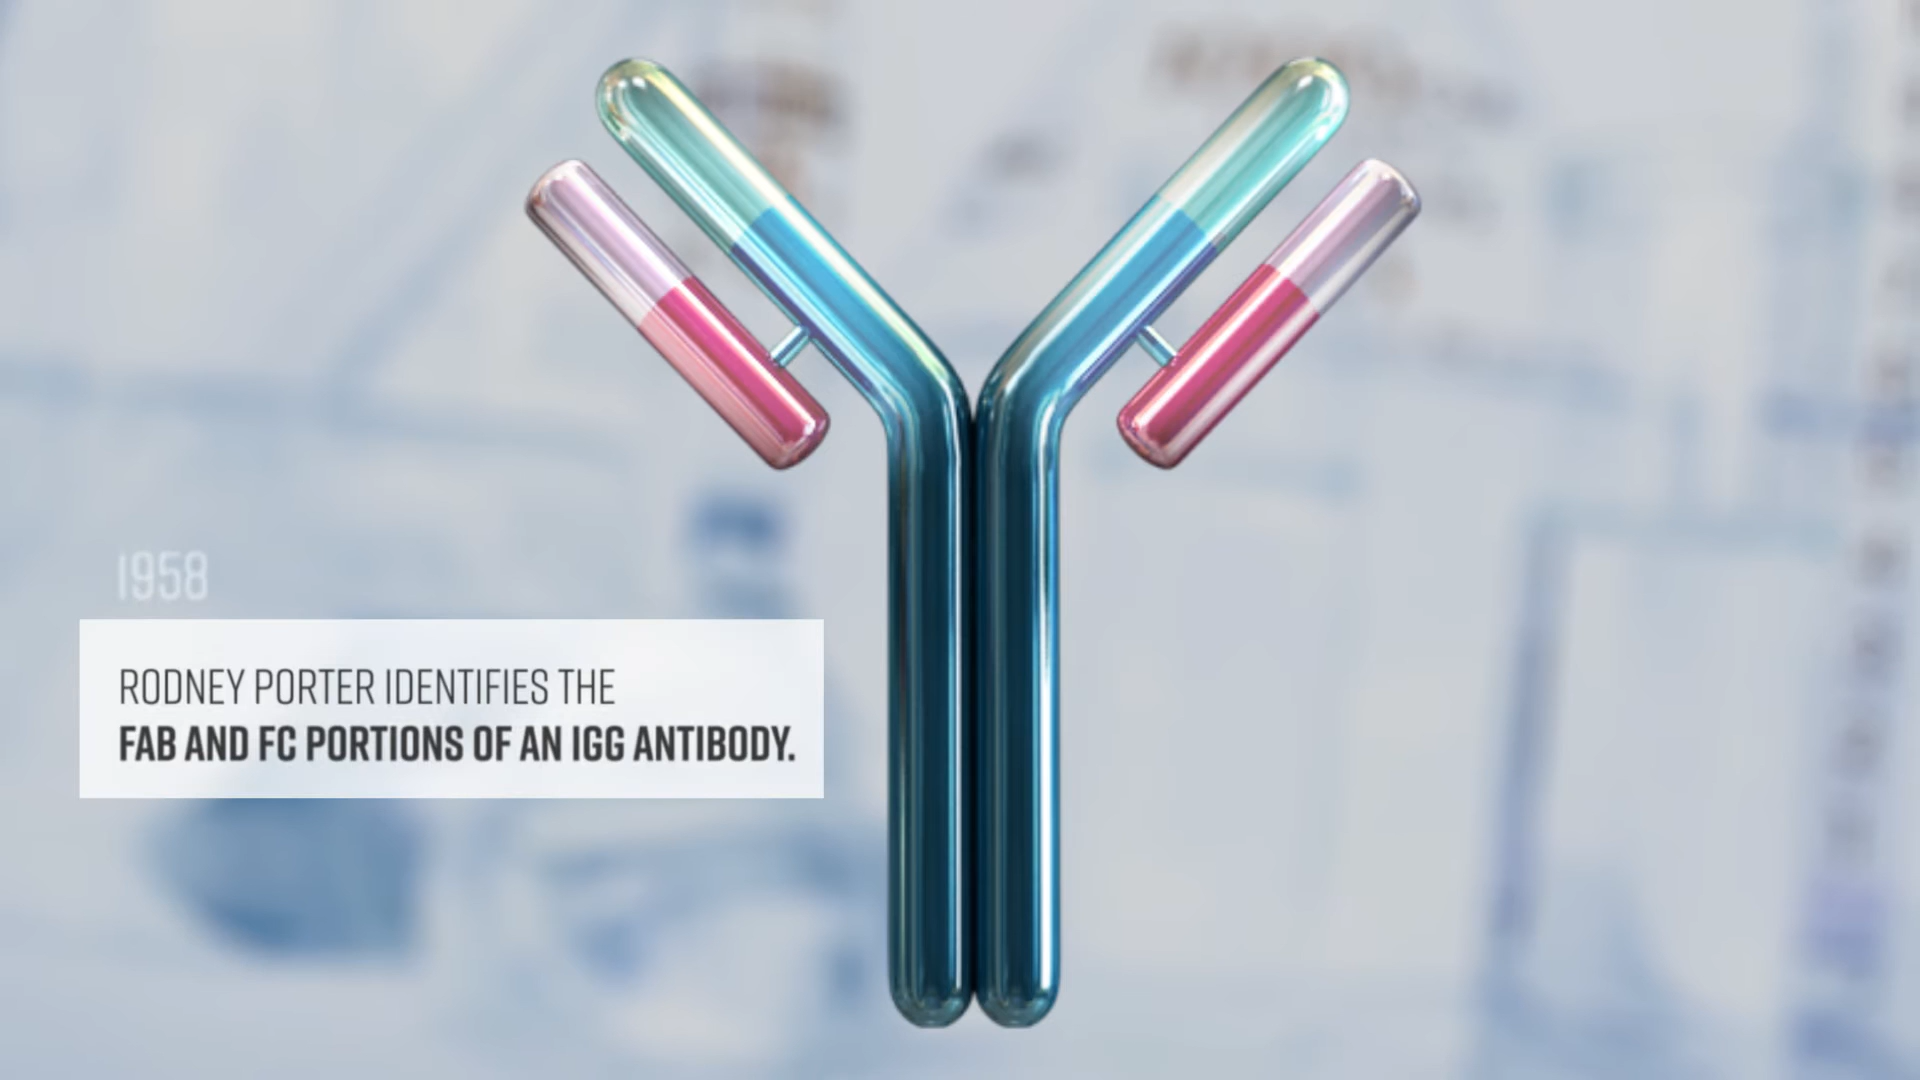 1958
RODNEY PORTER IDENTIFIES THE
FAB AND FC PORTIONS OF AN IGG ANTIBODY.